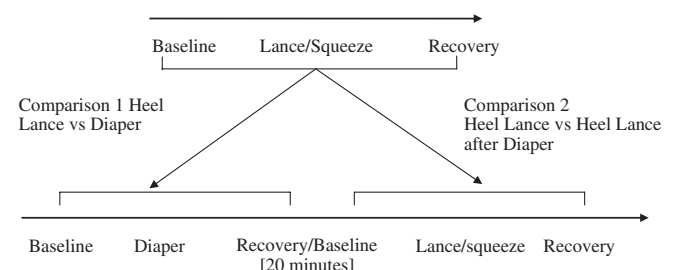 Baseline Lance/Squeeze Recovery
Comparison 1 Heel
Lance vs Diaper
Comparison 2
Heel Lance vs Heel Lance
after Diaper
Baseline Diaper Recovery/Baseline Lance/squeeze Recovery
[20 minutes]